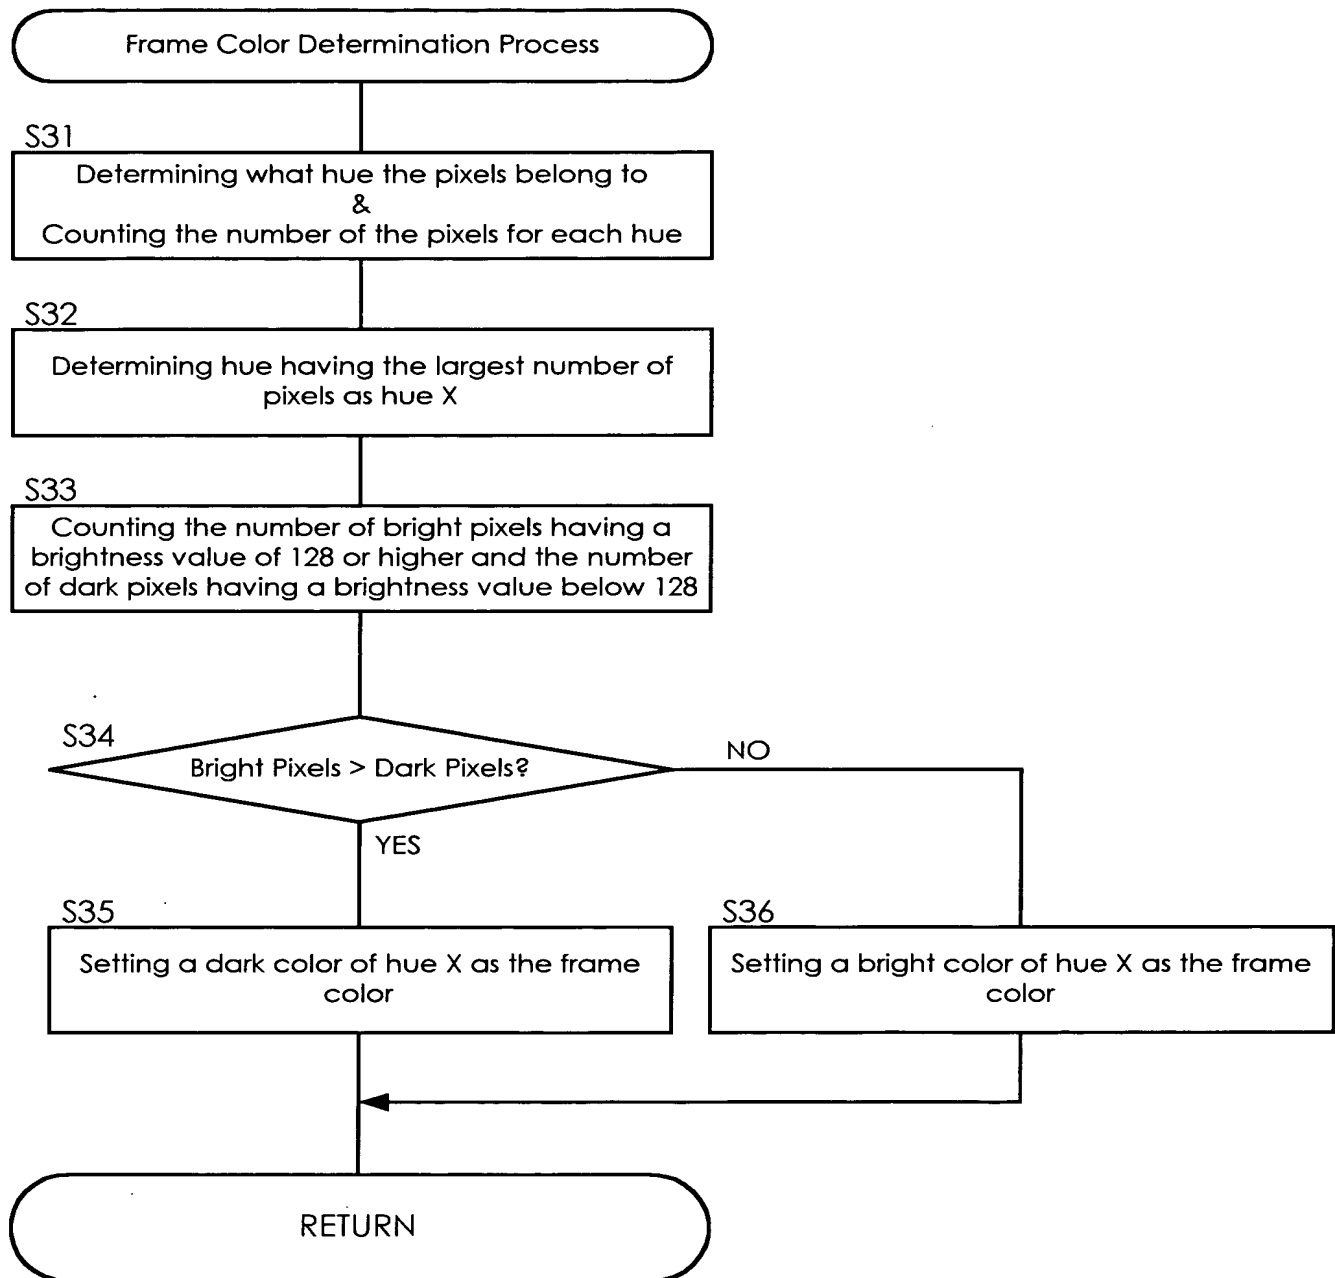 Frame Color Determination Process
S31
Determining what hue the pixels belong to
&
Counting the number of the pixels for each hue
S32
Determining hue having the largest number of
pixels as hue X
S33
Counting the number of bright pixels having a
brightness value of 128 or higher and the number
of dark pixels having a brightness value below 128
S34
Bright Pixels > Dark Pixels?
NO
YES
S35
Setting a dark color of hue X as the frame
color
S36
Setting a bright color of hue X as the frame
color
RETURN